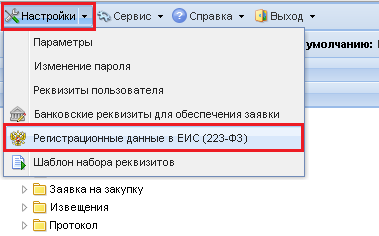 Настройки Сервис Справка Выход
Параметры
умолчанию:
Изменение пароля
Реквизиты пользователя
Банковские реквизиты для обеспечения заявки
Регистрационные данные в ЕИС (223-ФЗ)
Шаблон набора реквизитов
Заявка на закупку
Извещения
Протокол